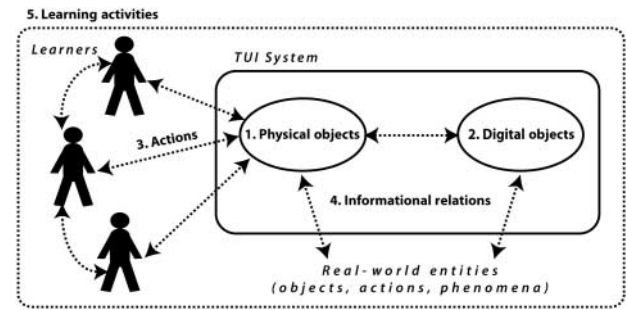 5. Learning activities
Learners
TUI System
3. Actions
1. Physical objects
2. Digital objects
4. Informational relations
Real-world entities
(objects, actions, phenomena)